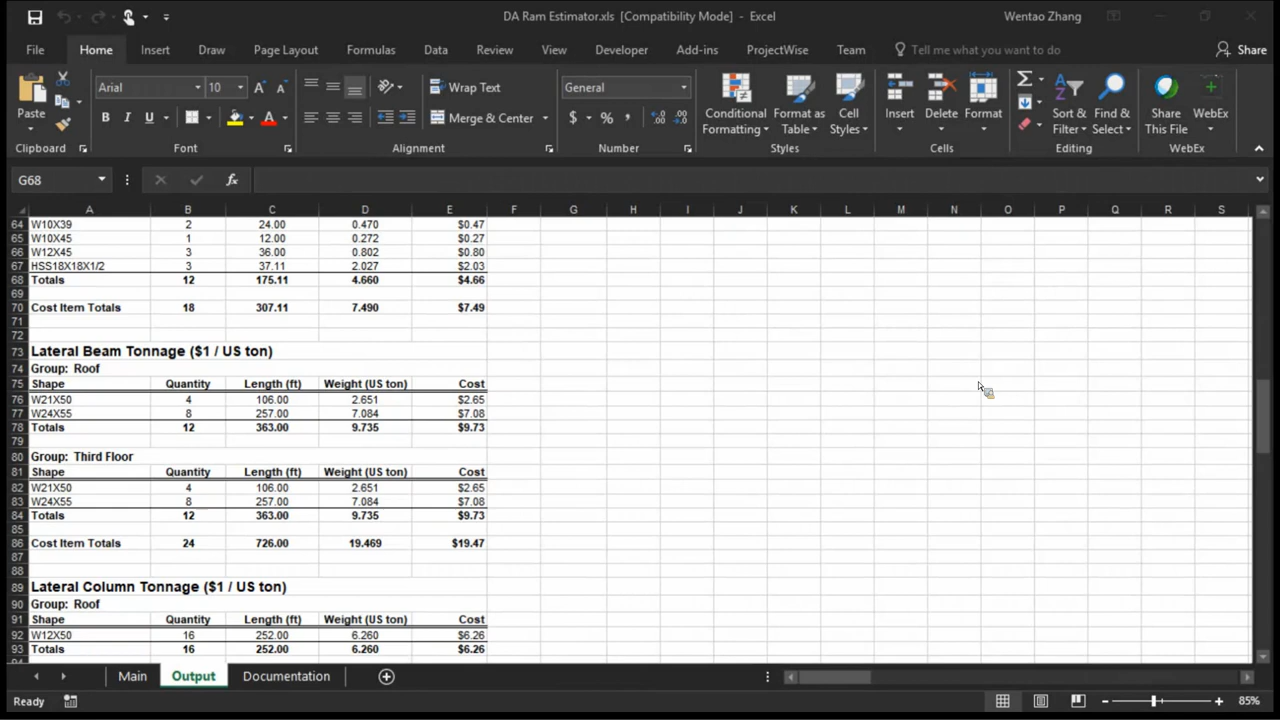 DA Ram Estimator.xls [Compatibility Mode] - Excel
Wentao Zhang
File Home Insert Draw Page Layout Formulas Data Review View Developer Add-ins ProjectWise Team Tell me what you want to do Share
Arial 10 Wrap Text General
Paste B I U A Merge & Center $ % , Conditional Formatting Format as Table Cell Styles Insert Delete Format Sort & Filter Find & Select Share This File WebEx
Clipboard Font Alignment Number Styles Cells Editing WebEx
G68 fx
A B C D E F G H I J K L M N O P Q R S
64 W10X39 2 24.00 0.470 $0.47
65 W10X45 1 12.00 0.272 $0.27
66 W12X45 3 36.00 0.802 $0.80
67 HSS18X18X1/2 3 37.11 2.027 $2.03
68 Totals 12 175.11 4.660 $4.66
69
70 Cost Item Totals 18 307.11 7.490 $7.49
71
72
73 Lateral Beam Tonnage ($1 / US ton)
74 Group: Roof
75 Shape Quantity Length (ft) Weight (US ton) Cost
76 W21X50 4 106.00 2.651 $2.65
77 W24X55 8 257.00 7.084 $7.08
78 Totals 12 363.00 9.735 $9.73
79
80 Group: Third Floor
81 Shape Quantity Length (ft) Weight (US ton) Cost
82 W21X50 4 106.00 2.651 $2.65
83 W24X55 8 257.00 7.084 $7.08
84 Totals 12 363.00 9.735 $9.73
85
86 Cost Item Totals 24 726.00 19.469 $19.47
87
88
89 Lateral Column Tonnage ($1 / US ton)
90 Group: Roof
91 Shape Quantity Length (ft) Weight (US ton) Cost
92 W12X50 16 252.00 6.260 $6.26
93 Totals 16 252.00 6.260 $6.26
Main Output Documentation
Ready 85%